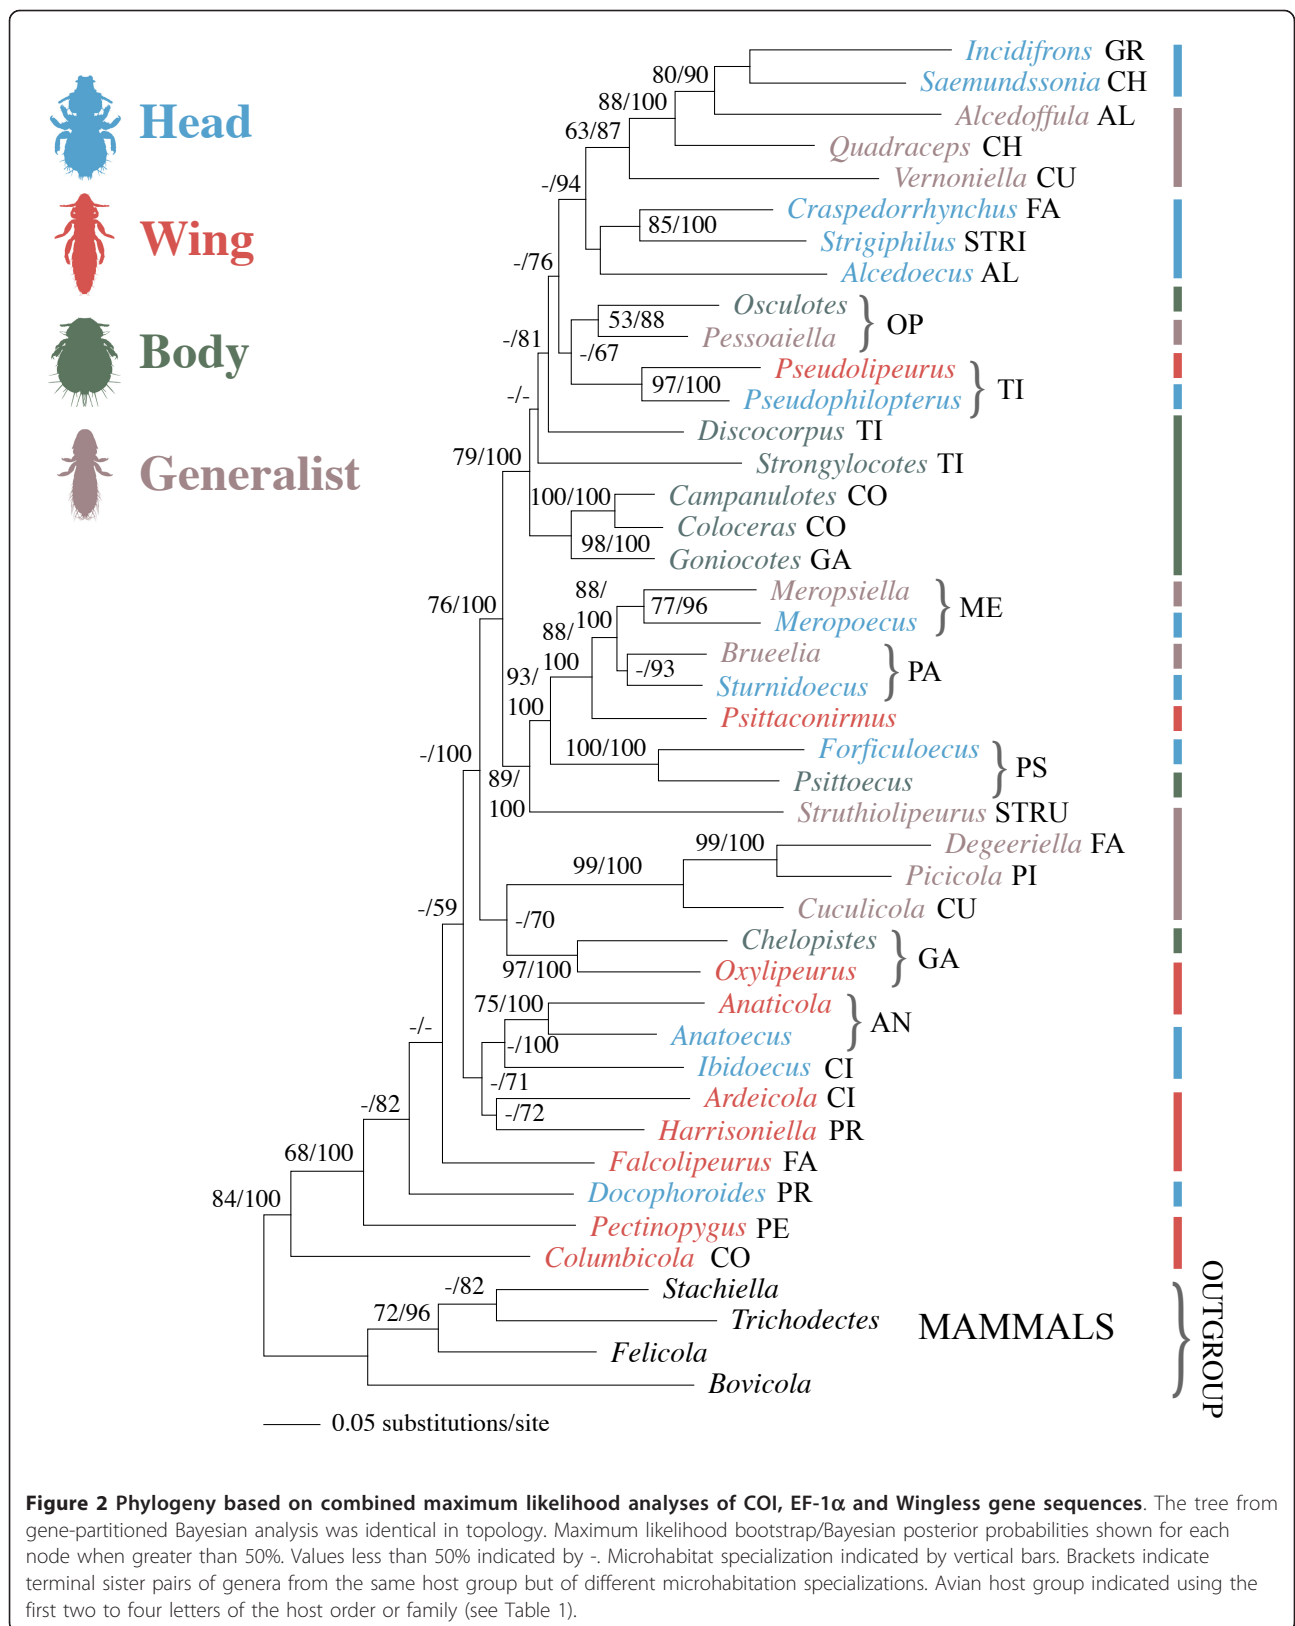 Head
Wing
Body
Generalist
Incidifrons GR
80/90
Saemundssonia CH
88/100
Alcedoffula AL
63/87
Quadraceps CH
Vernoniella CU
-/94
Craspedorrhynchus FA
85/100
Strigiphilus STRI
-/76
Alcedoecus AL
Osculotes
53/88
OP
Pessoaiella
-/81
-/67
Pseudolipeurus
97/100
TI
Pseudophilopterus
-/-
Discocorpus TI
79/100
Strongylocotes TI
100/100
Campanulotes CO
Coloceras CO
98/100
Goniocotes GA
88/
100
Meropsiella
77/96
ME
76/100
Meropoecus
88/
100
Brueelia
-/93
PA
93/
100
Sturnidoecus
Psittaconirmus
-/100
100/100
Forficuloecus
PS
89/
100
Psittoecus
Struthiolipeurus STRU
99/100
Degeeriella FA
99/100
Picicola PI
-/59
Cuculicola CU
-/70
Chelopistes
GA
97/100
Oxylipeurus
75/100
Anaticola
AN
-/-
Anatoecus
-/100
Ibidoecus CI
-/71
Ardeicola CI
-/82
-/72
Harrisoniella PR
68/100
Falcolipeurus FA
84/100
Docophoroides PR
Pectinopygus PE
Columbicola CO
-/82
Stachiella
72/96
Trichodectes
MAMMALS
OUTGROUP
Felicola
Bovicola
0.05 substitutions/site
Figure 2 Phylogeny based on combined maximum likelihood analyses of COI, EF-1α and Wingless gene sequences. The tree from
gene-partitioned Bayesian analysis was identical in topology. Maximum likelihood bootstrap/Bayesian posterior probabilities shown for each
node when greater than 50%. Values less than 50% indicated by -. Microhabitat specialization indicated by vertical bars. Brackets indicate
terminal sister pairs of genera from the same host group but of different microhabitation specializations. Avian host group indicated using the
first two to four letters of the host order or family (see Table 1).